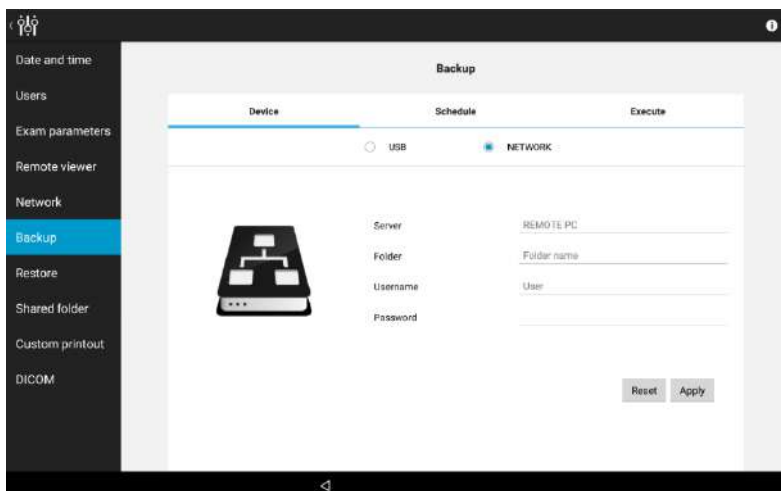 Date and time
Backup
Users
Device Schedule Execute
Exam parameters
USB NETWORK
Remote viewer
Network
Server REMOTE PC
Backup
Folder Folder name
Restore
Username User
Shared folder
Password
Custom printout
DICOM
Reset Apply